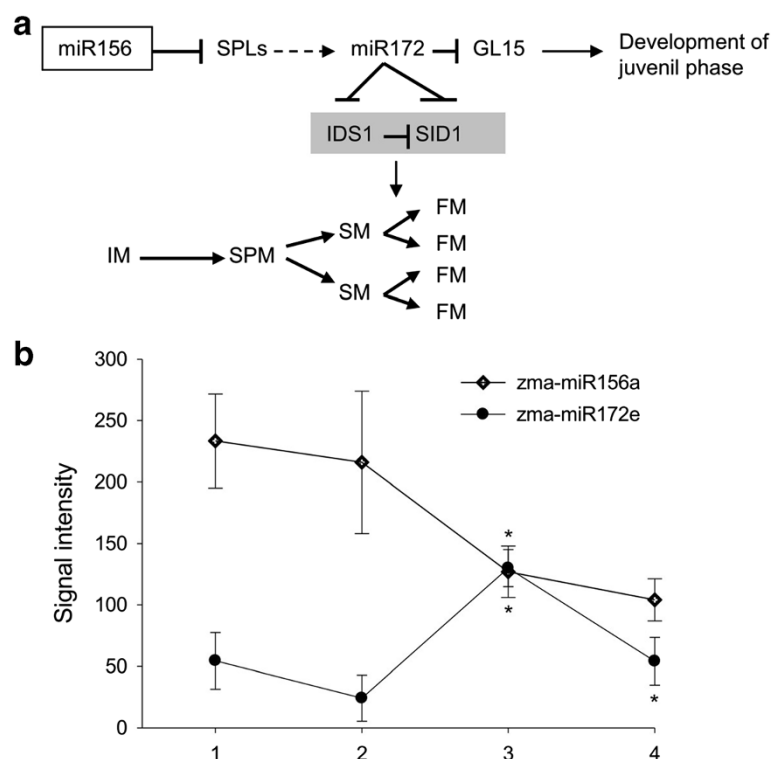 a
miR156 SPLs miR172 GL15 Development of
juvenil phase
IDS1 SID1
IM SPM SM SM FM FM FM FM
b
300
250
200
150
100
50
0
Signal intensity
zma-miR156a
zma-miR172e
*
*
*
1 2 3 4